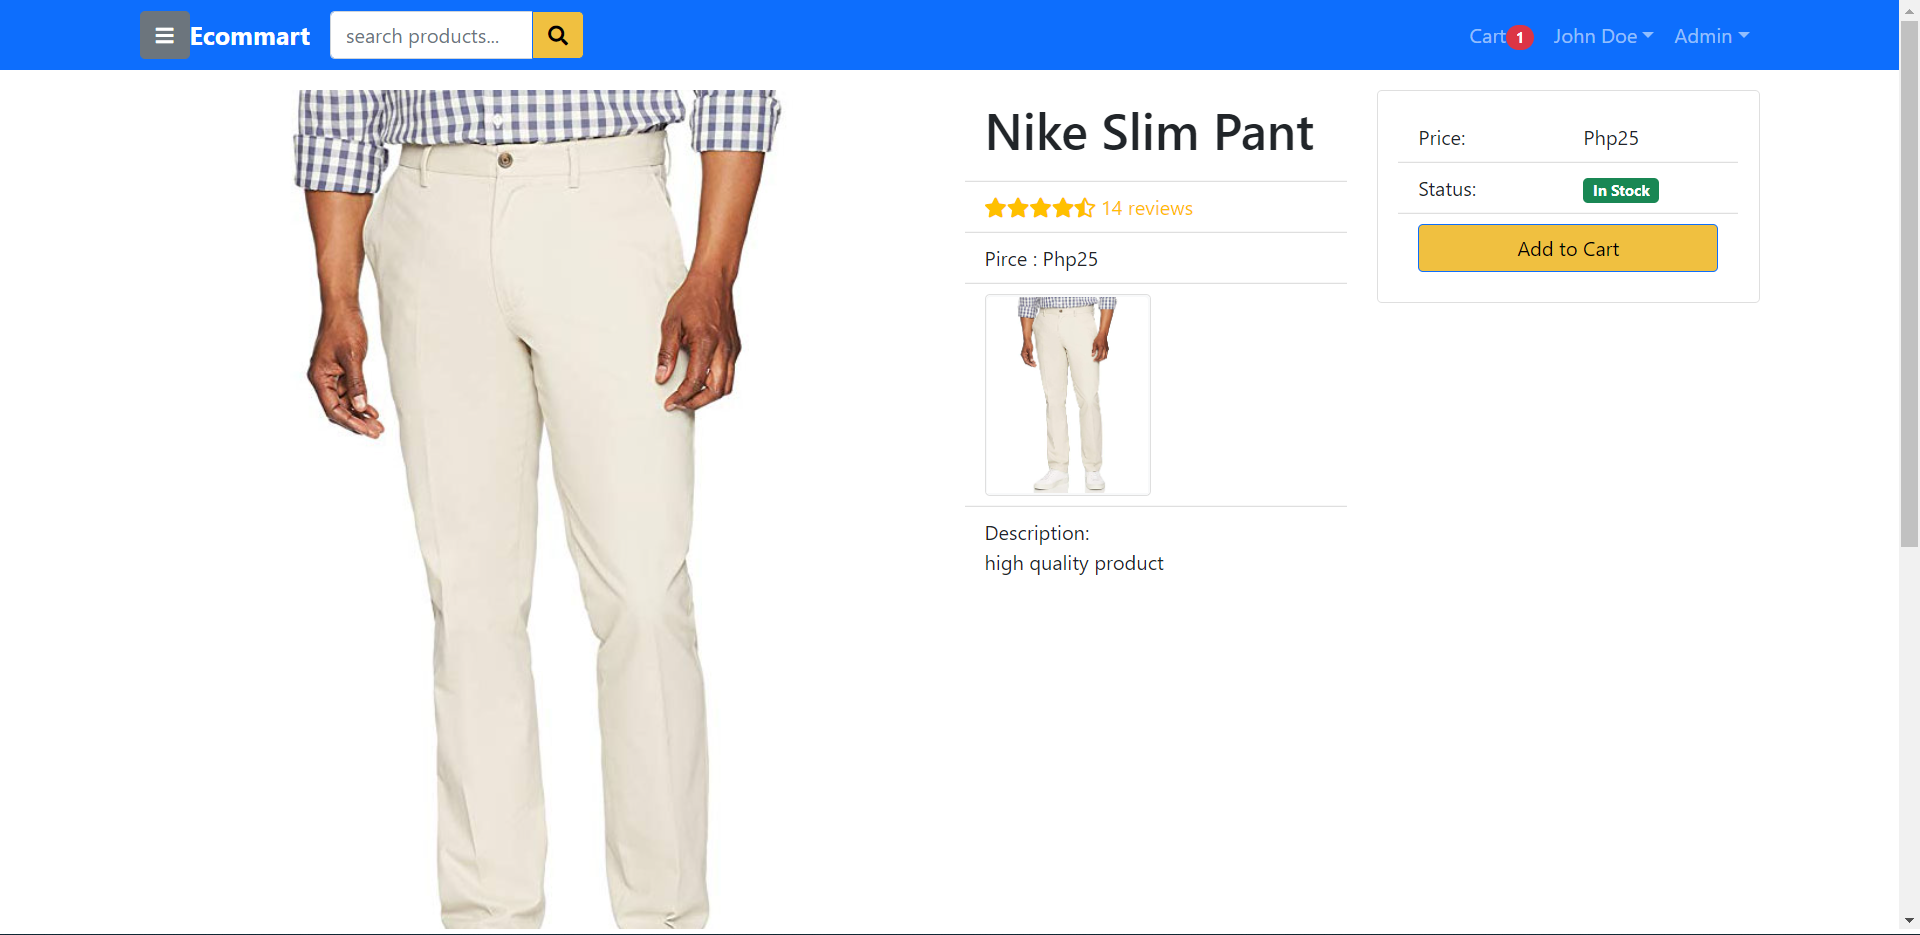 Ecommart
search products...
Cart 1
John Doe
Admin
Nike Slim Pant
14 reviews
Pirce : Php25
Description:
high quality product
Price: Php25
Status: In Stock
Add to Cart